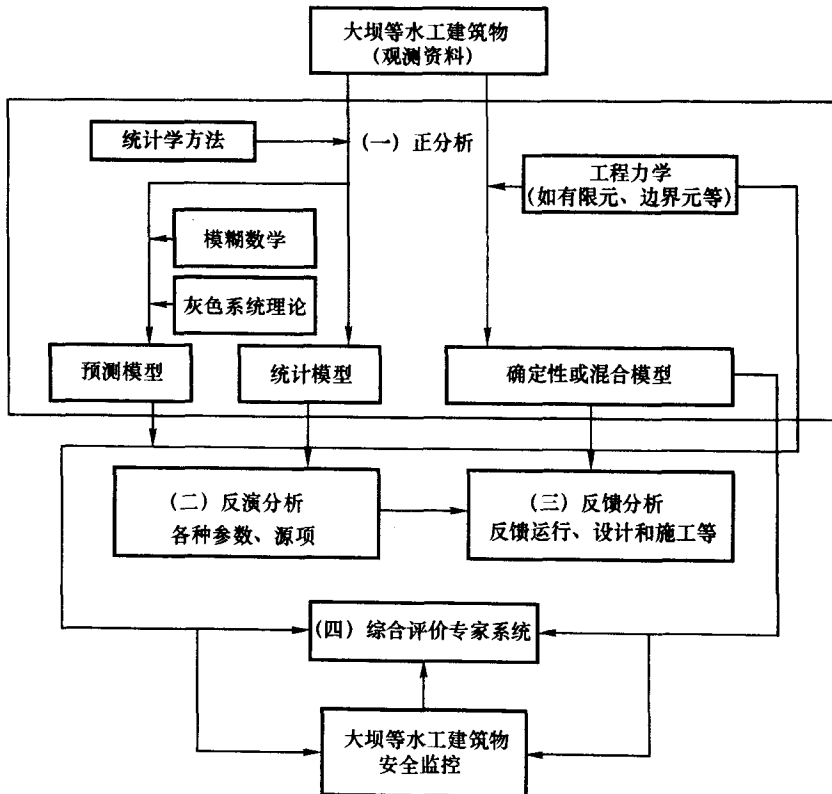 大坝等水工建筑物
(观测资料)
统计学方法
(一) 正分析
工程力学
(如有限元、边界元等)
模糊数学
灰色系统理论
预测模型
统计模型
确定性或混合模型
(二) 反演分析
各种参数、源项
(三) 反馈分析
反馈运行、设计和施工等
(四) 综合评价专家系统
大坝等水工建筑物
安全监控